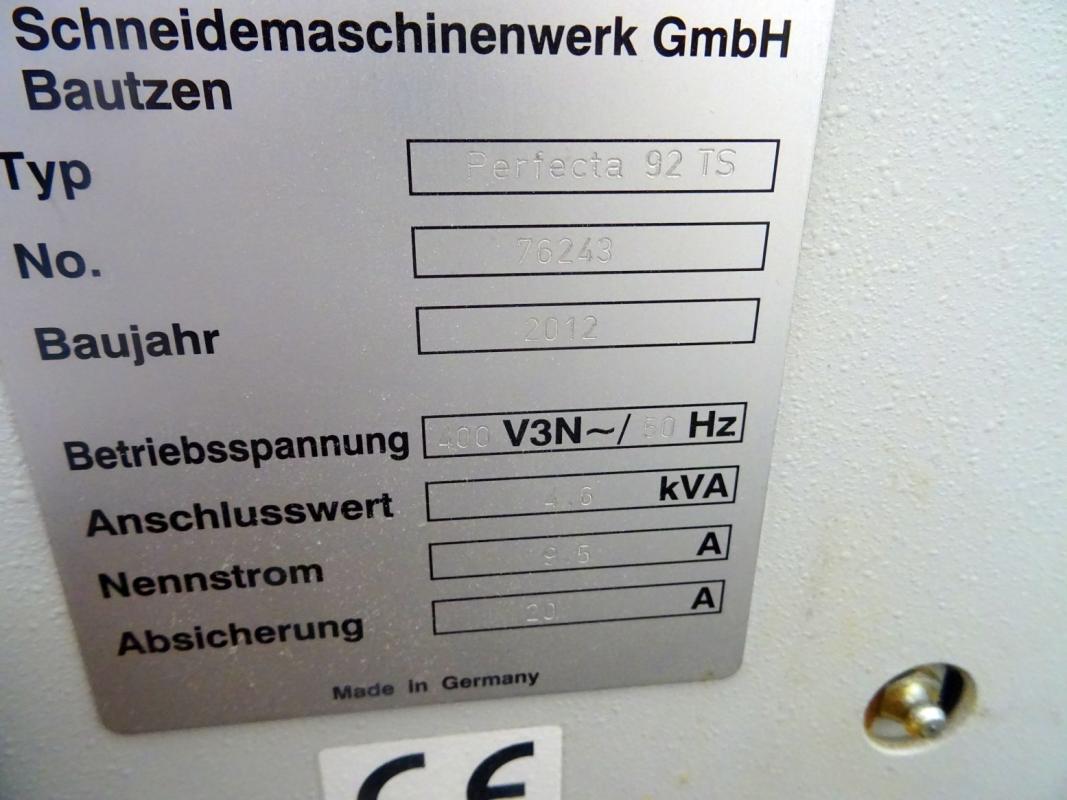 Schneidemaschinenwerk GmbH
Bautzen
Typ Perfecta 92 TS
No. 76243
Baujahr 2012
Betriebsspannung 400 V3N~/ 50 Hz
Anschlusswert 4.6 kVA
Nennstrom 9.5 A
Absicherung 20 A
Made in Germany
CE